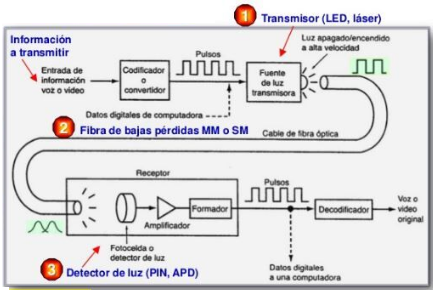 1 Transmisor (LED, láser)
Información
a transmitir
Luz apagado/encendido
a alta velocidad
Pulsos
Entrada de
información
voz o video
Codificador
o
convertidor
Fuente
de luz
transmisora
Datos digitales de computadora
2 Fibra de bajas pérdidas MM o SM
Cable de fibra óptica
Receptor
Pulsos
Formador
Decodificador
Voz o
video
original
Amplificador
Fotocelda o
detector de luz
3 Detector de luz (PIN, APD)
Datos digitales
a una computadora